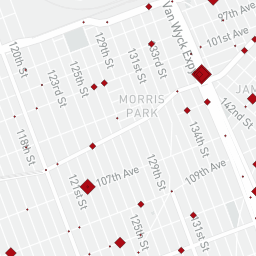 97th Ave
101st Ave
Van Wyck Exp
120th St
129th St
131st St
133rd St
123rd St
125th St
MORRIS
PARK
142nd St
134th St
118th St
129th St
109th Ave
107th Ave
121st St
125th St
131st St